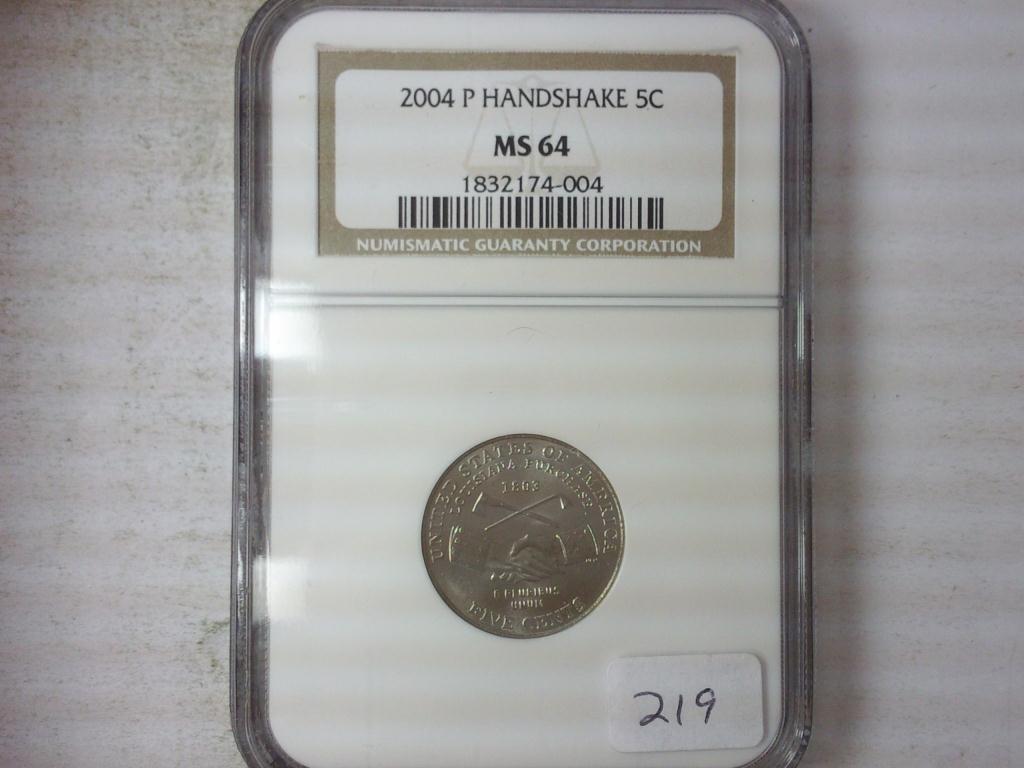 2004 P HANDSHAKE 5C
MS 64
1832174-004
NUMISMATIC GUARANTY CORPORATION
UNITED STATES OF AMERICA
LOUISIANA PURCHASE
1803
E PLURIBUS
UNUM
FIVE CENTS
219